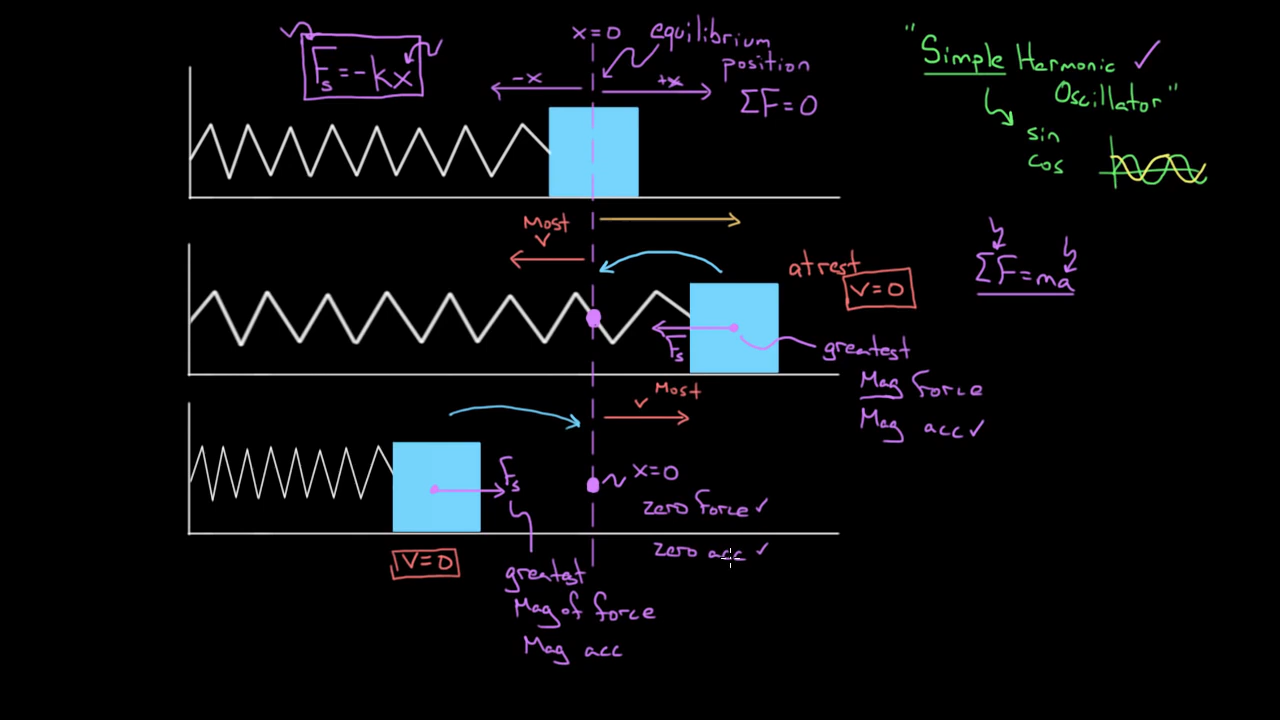 Fs=-kx
x=0
equilibrium
position
ΣF=0
-x
+x
"Simple Harmonic
Oscillator"
sin
cos
ΣF=ma
Most
v
at rest
v=0
Fs
greatest
Mag force
Mag acc
v Most
Fs
x=0
zero force
zero acc
v=0
greatest
Mag of force
Mag acc